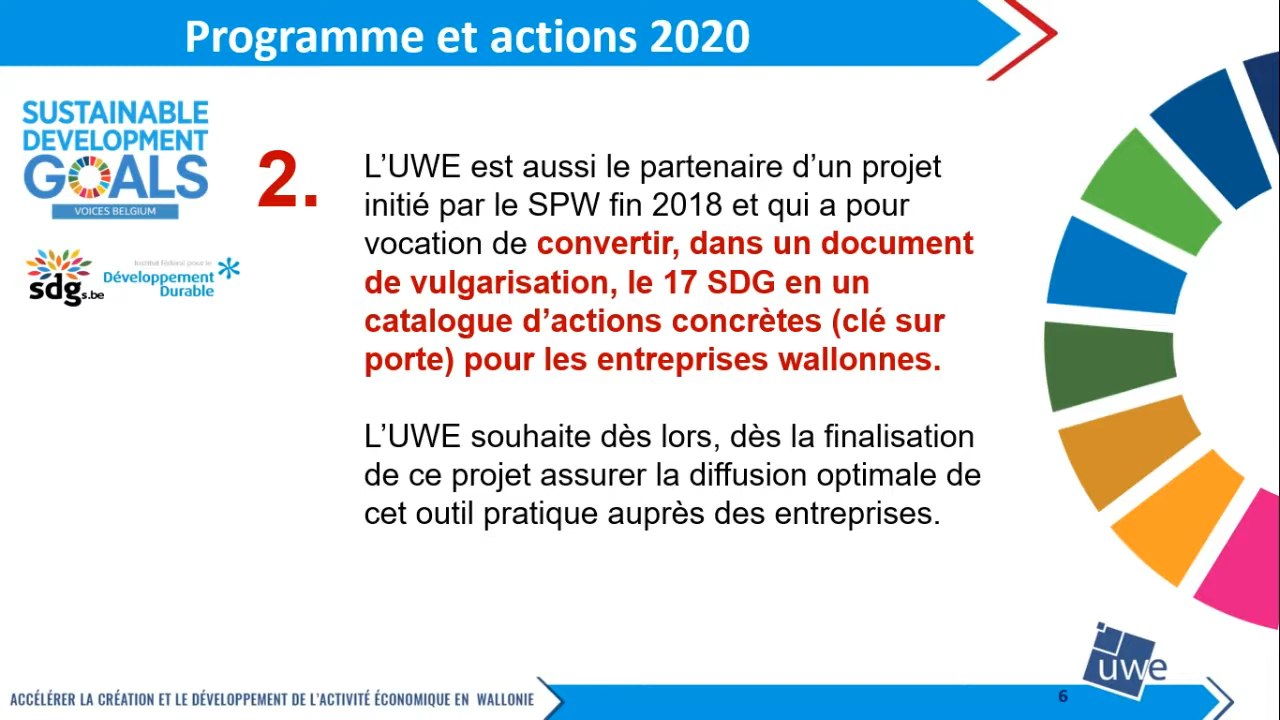 Programme et actions 2020
SUSTAINABLE
DEVELOPMENT
GOALS
VOICES BELGIUM
Institut Fédéral pour le
Développement
Durable
sdgs.be
2.
L’UWE est aussi le partenaire d’un projet
initié par le SPW fin 2018 et qui a pour
vocation de convertir, dans un document
de vulgarisation, le 17 SDG en un
catalogue d’actions concrètes (clé sur
porte) pour les entreprises wallonnes.
L’UWE souhaite dès lors, dès la finalisation
de ce projet assurer la diffusion optimale de
cet outil pratique auprès des entreprises.
uwe
ACCÉLÉRER LA CRÉATION ET LE DÉVELOPPEMENT DE L’ACTIVITÉ ÉCONOMIQUE EN WALLONIE
6